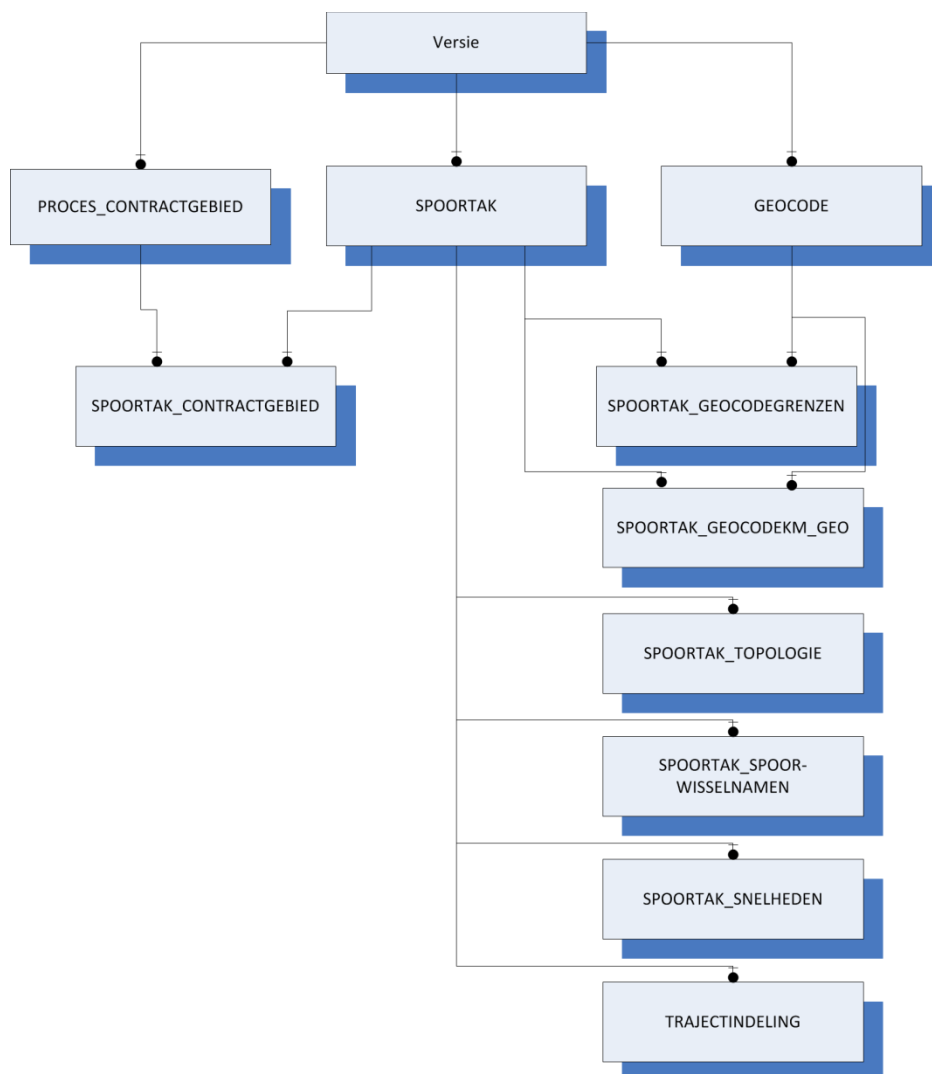 Versie
PROCES_CONTRACTGEBIED
SPOORTAK
GEOCODE
SPOORTAK_CONTRACTGEBIED
SPOORTAK_GEOCODEGRENZEN
SPOORTAK_GEOCODEKM_GEO
SPOORTAK_TOPOLOGIE
SPOORTAK_SPOOR-
WISSELNAMEN
SPOORTAK_SNELHEDEN
TRAJECTINDELING